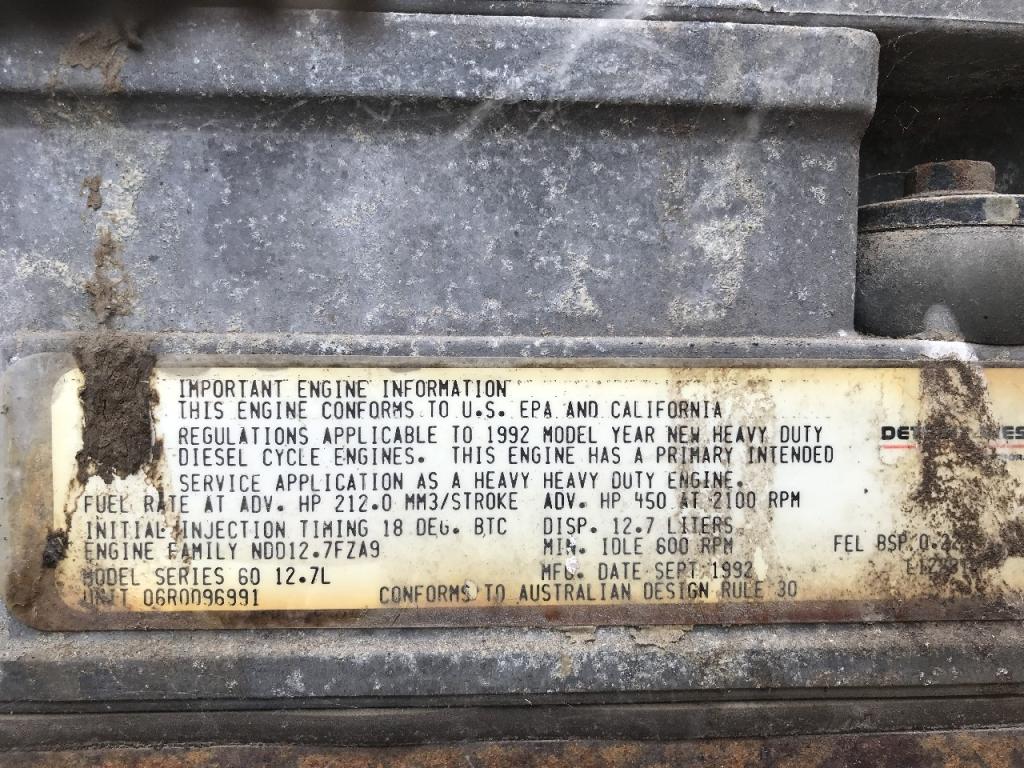 IMPORTANT ENGINE INFORMATION
THIS ENGINE CONFORMS TO U.S. EPA AND CALIFORNIA
REGULATIONS APPLICABLE TO 1992 MODEL YEAR NEW HEAVY DUTY
DIESEL CYCLE ENGINES. THIS ENGINE HAS A PRIMARY INTENDED
SERVICE APPLICATION AS A HEAVY HEAVY DUTY ENGINE.
FUEL RATE AT ADV. HP 212.0 MM3/STROKE ADV. HP 450 AT 2100 RPM
INITIAL INJECTION TIMING 18 DEG. BTC DISP. 12.7 LITERS
ENGINE FAMILY NDD12.7FZA9 MIN. IDLE 600 RPM FEL BSP
MODEL SERIES 60 12.7L MFG. DATE SEPT 1992
UNIT 06R0096991 CONFORMS TO AUSTRALIAN DESIGN RULE 30